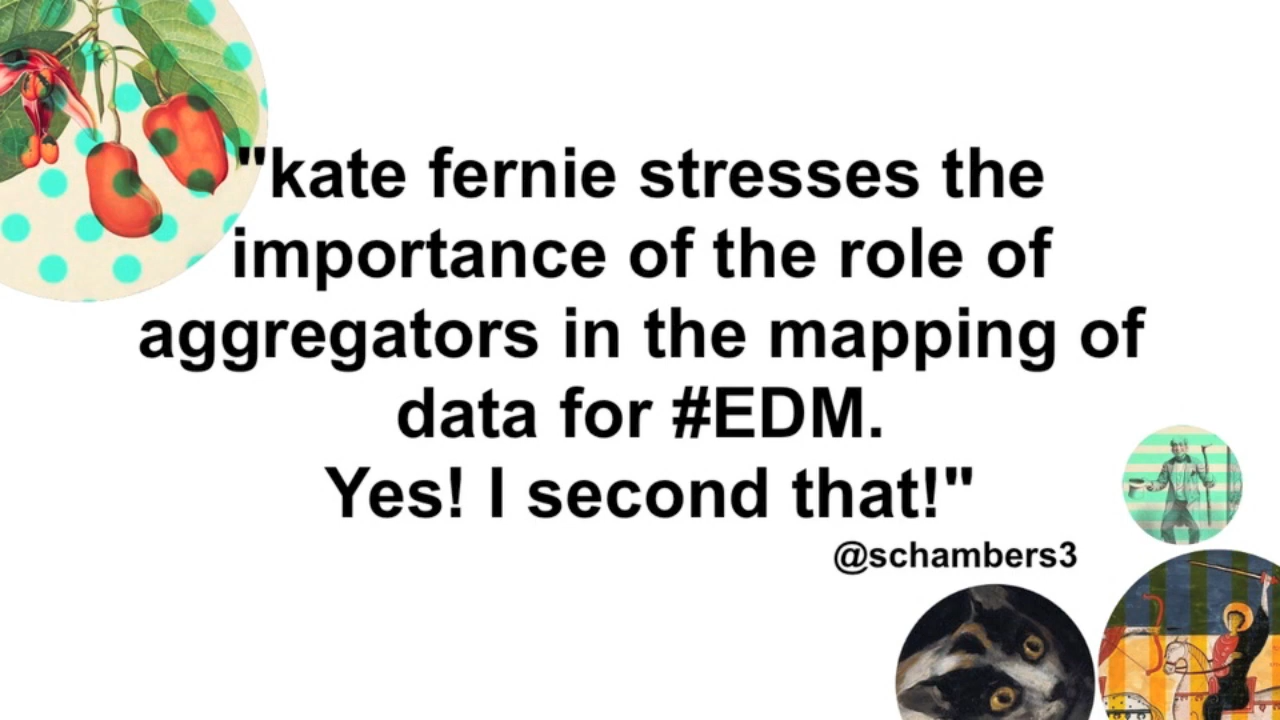 "kate fernie stresses the
importance of the role of
aggregators in the mapping of
data for #EDM.
Yes! I second that!"
@schambers3